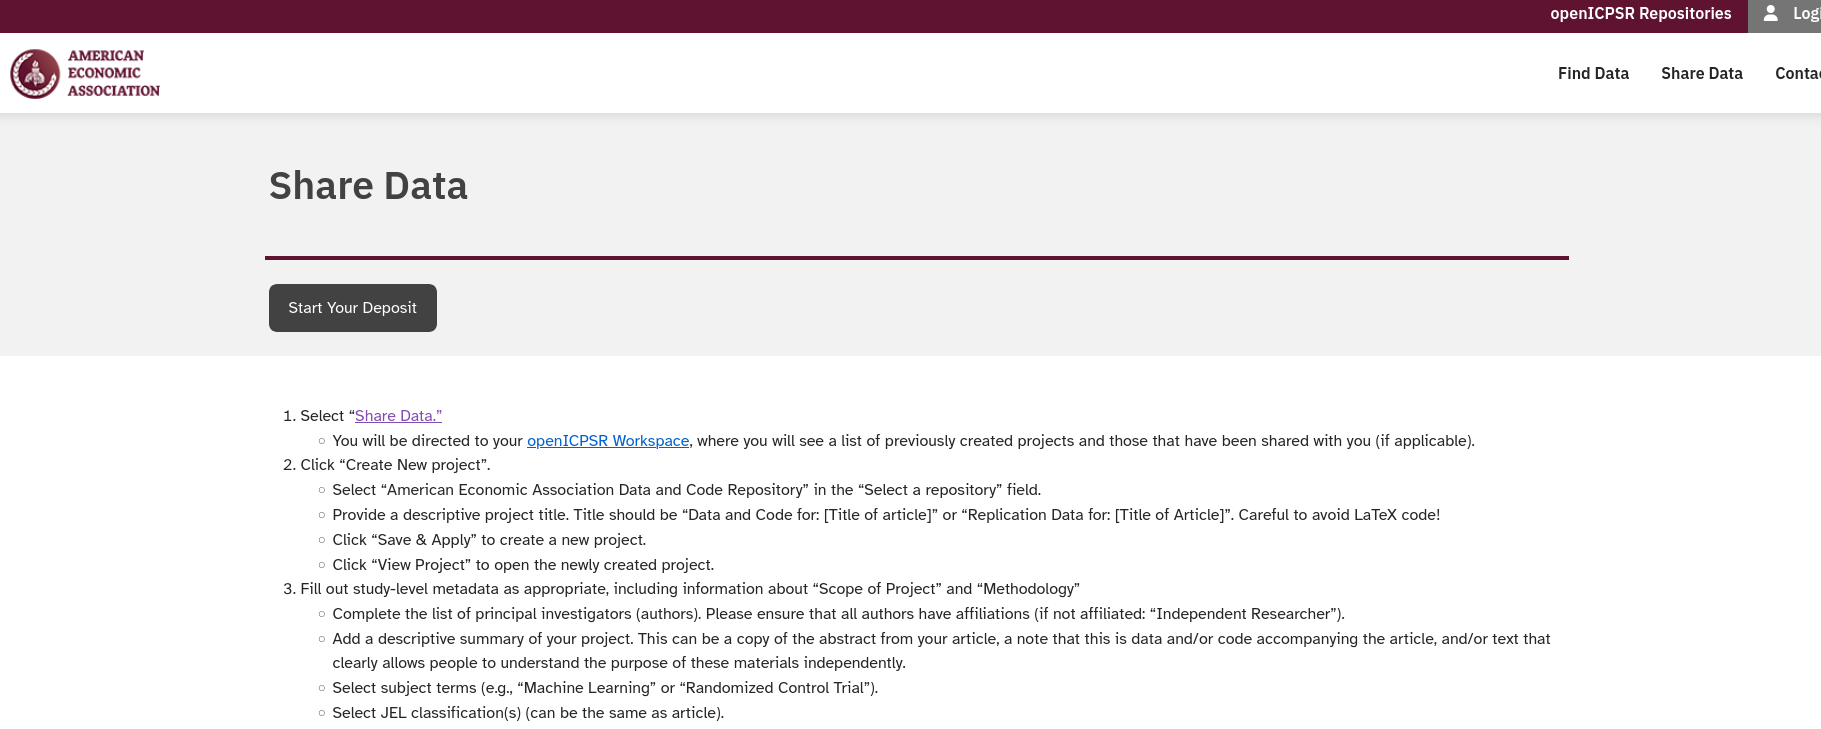 openICPSR Repositories
Logi
AMERICAN
ECONOMIC
ASSOCIATION
Find Data
Share Data
Contac
Share Data
Start Your Deposit
1. Select “Share Data.”
○ You will be directed to your openICPSR Workspace, where you will see a list of previously created projects and those that have been shared with you (if applicable).
2. Click “Create New project”.
○ Select “American Economic Association Data and Code Repository” in the “Select a repository” field.
○ Provide a descriptive project title. Title should be “Data and Code for: [Title of article]” or “Replication Data for: [Title of Article]”. Careful to avoid LaTeX code!
○ Click “Save & Apply” to create a new project.
○ Click “View Project” to open the newly created project.
3. Fill out study-level metadata as appropriate, including information about “Scope of Project” and “Methodology”
○ Complete the list of principal investigators (authors). Please ensure that all authors have affiliations (if not affiliated: “Independent Researcher”).
○ Add a descriptive summary of your project. This can be a copy of the abstract from your article, a note that this is data and/or code accompanying the article, and/or text that
clearly allows people to understand the purpose of these materials independently.
○ Select subject terms (e.g., “Machine Learning” or “Randomized Control Trial”).
○ Select JEL classification(s) (can be the same as article).